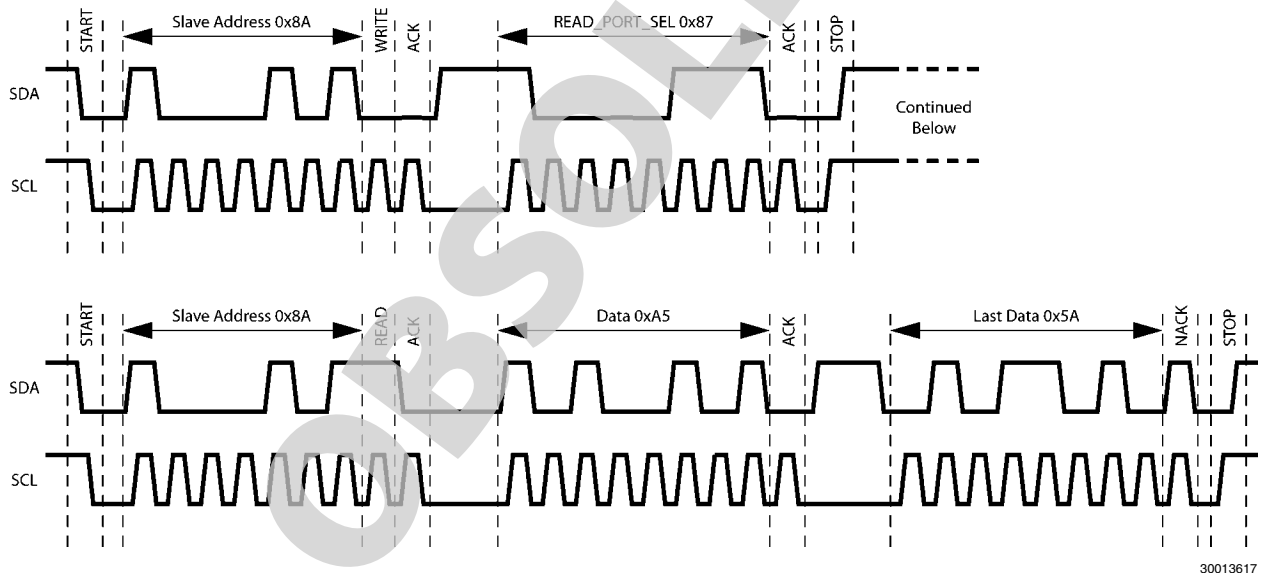 START
Slave Address 0x8A
WRITE
ACK
READ_PORT_SEL 0x87
ACK
STOP
SDA
Continued
Below
SCL
START
Slave Address 0x8A
READ
ACK
Data 0xA5
ACK
Last Data 0x5A
NACK
STOP
SDA
SCL
30013617
OBSOL